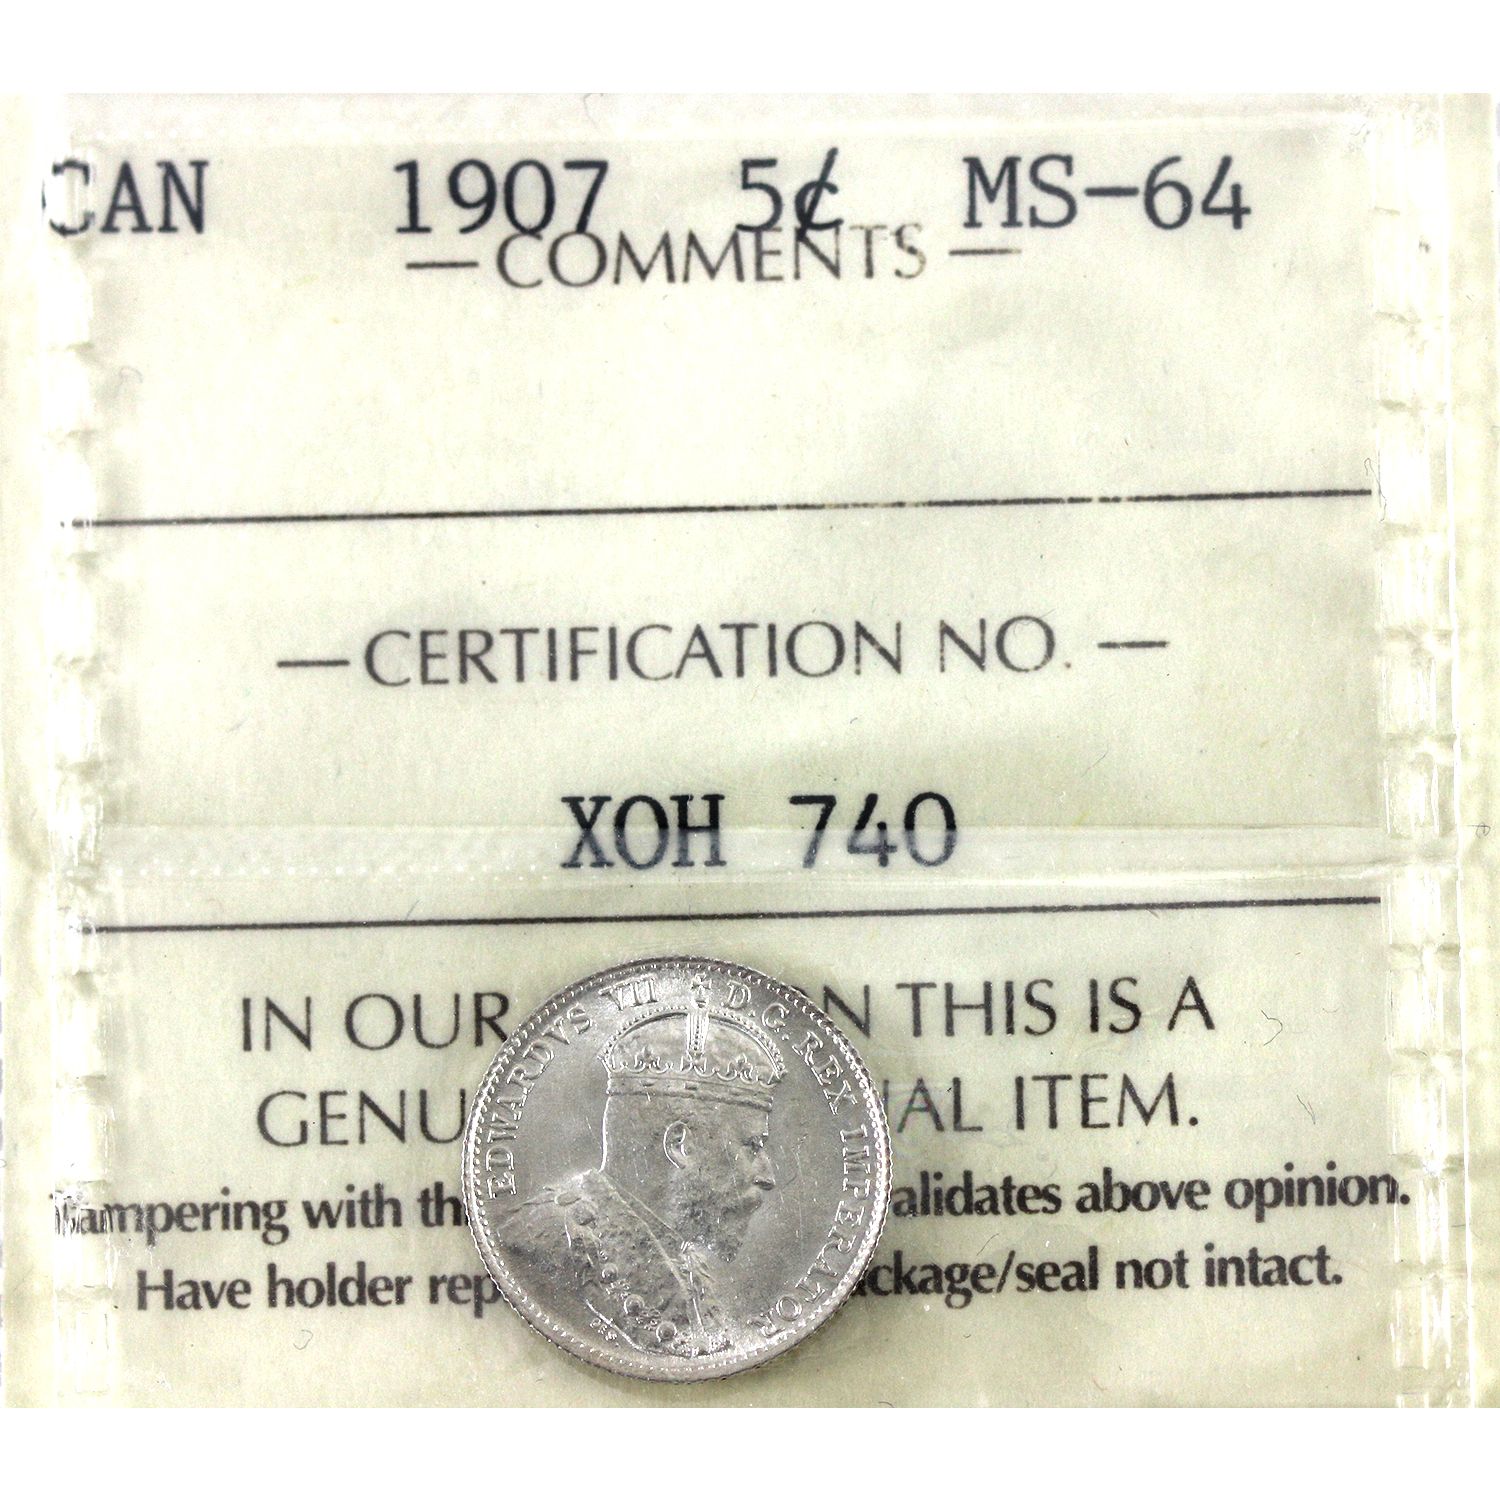 CAN 1907 5¢ MS-64
— COMMENTS —
— CERTIFICATION NO. —
XOH 740
IN OUR N THIS IS A
GENU AL ITEM.
Tampering with th alidates above opinion.
Have holder rep ckage/seal not intact.
EDWARDVS VII D.G. REX IMPERATOR